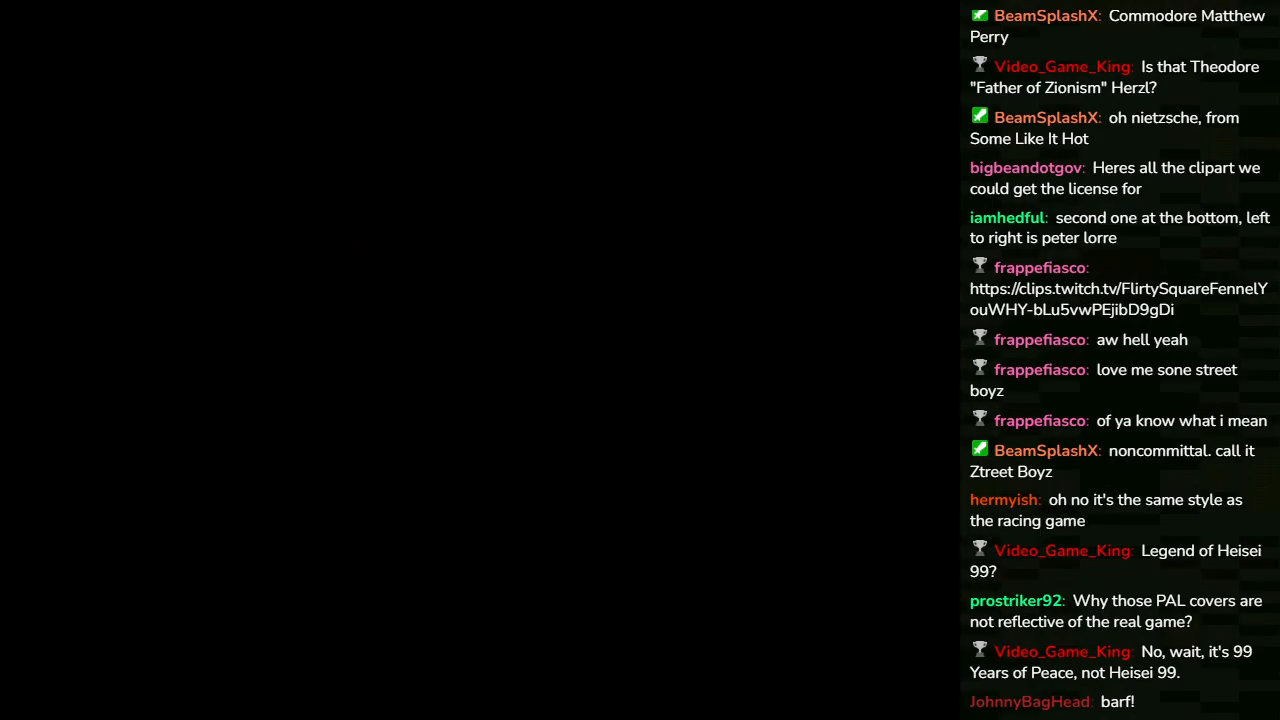 BeamSplashX: Commodore Matthew
Perry
Video_Game_King: Is that Theodore
"Father of Zionism" Herzl?
BeamSplashX: oh nietzsche, from
Some Like It Hot
bigbeandotgov: Heres all the clipart we
could get the license for
iamhedful: second one at the bottom, left
to right is peter lorre
frappefiasco:
https://clips.twitch.tv/FlirtySquareFennelY
ouWHY-bLu5vwPEjibD9gDi
frappefiasco: aw hell yeah
frappefiasco: love me sone street
boyz
frappefiasco: of ya know what i mean
BeamSplashX: noncommittal. call it
Ztreet Boyz
hermyish: oh no it's the same style as
the racing game
Video_Game_King: Legend of Heisei
99?
prostriker92: Why those PAL covers are
not reflective of the real game?
Video_Game_King: No, wait, it's 99
Years of Peace, not Heisei 99.
JohnnyBagHead: barf!